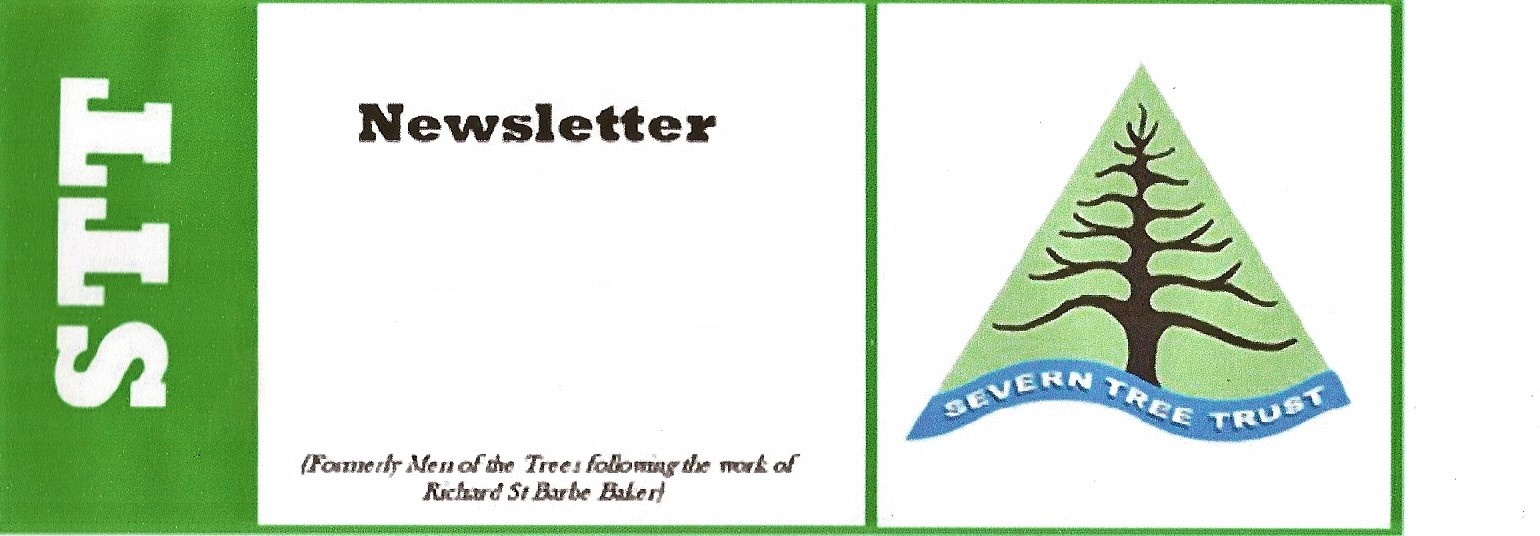 STT
Newsletter
(Formerly Men of the Trees following the work of
Richard St Barbe Baker)
SEVERN TREE TRUST